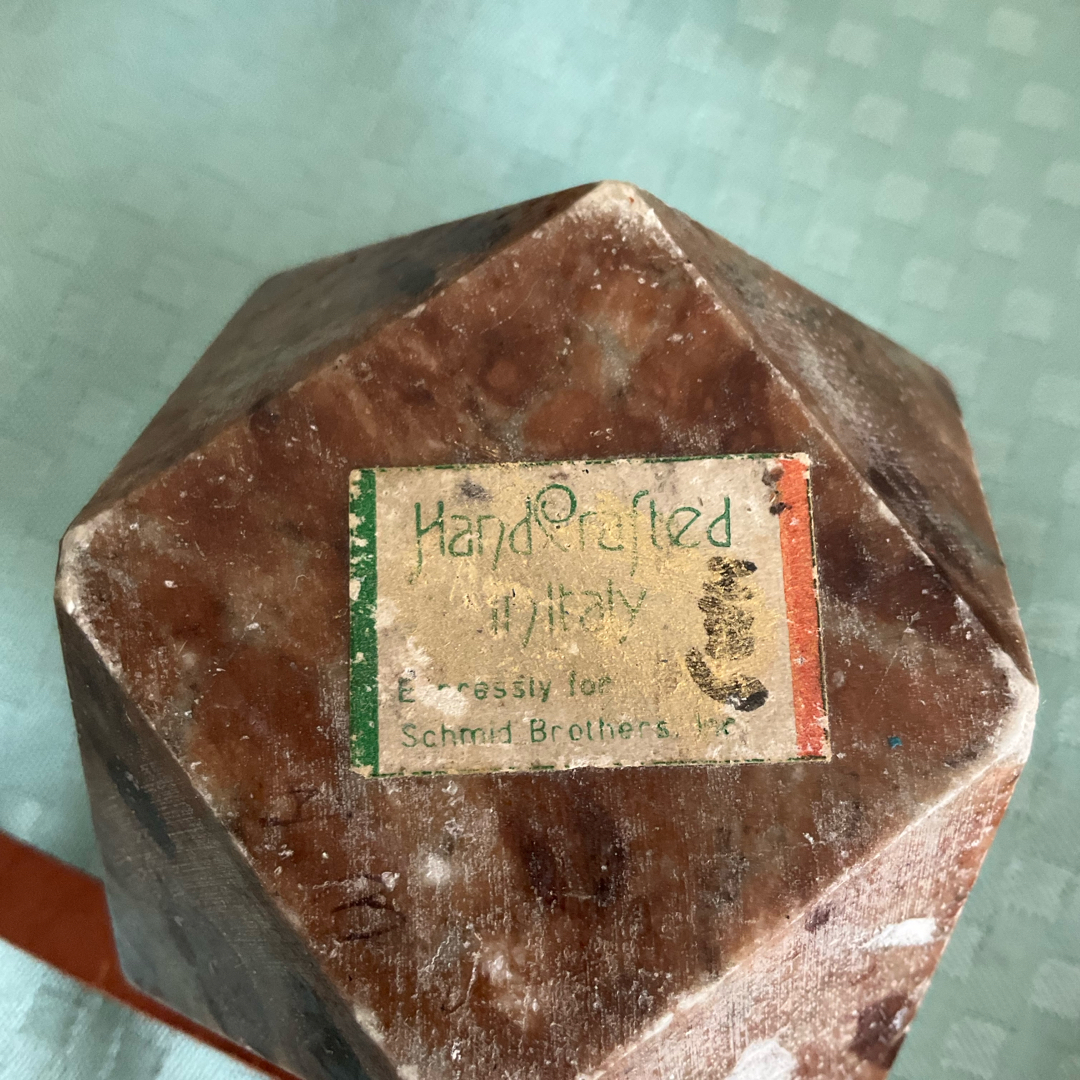 HandCrafted
in Italy
Expressly for
Schmid Brothers, Inc.